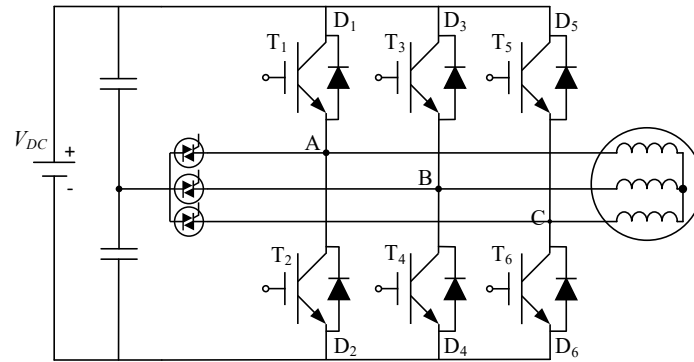 D1 D3 D5
T1 T3 T5
VDC + -
A
B
C
T2 T4 T6
D2 D4 D6